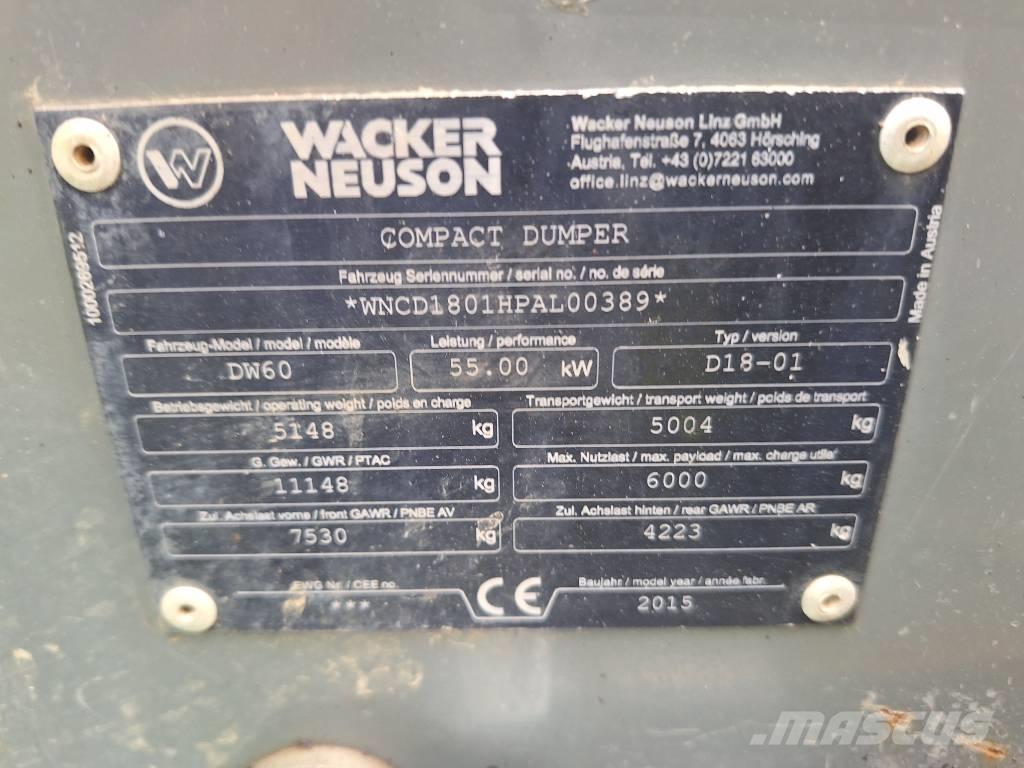 W
WACKER
NEUSON
Wacker Neuson Linz GmbH
Flughafenstraße 7, 4063 Hörsching
Austria, Tel. +43 (0)7221 63000
office.linz@wackerneuson.com
1000269512
Made in Austria
COMPACT DUMPER
Fahrzeug Seriennummer / serial no. / no. de série
*WNCD1801HPAL00389*
Fahrzeug-Model / model / modèle
Leistung / performance
Typ / version
DW60
55.00 kW
D18-01
Betriebsgewicht / operating weight / poids en charge
Transportgewicht / transport weight / poids de transport
5148 kg
5004 kg
G. Gew. / GWR / PTAC
Max. Nutzlast / max. payload / max. charge utile
11148 kg
6000 kg
Zul. Achslast vorne / front GAWR / PNBE AV
Zul. Achslast hinten / rear GAWR / PNBE AR
7530 kg
4223 kg
EWG Nr. / CEE no.
***
CE
Baujahr / model year / année fabr.
2015
MASCUS